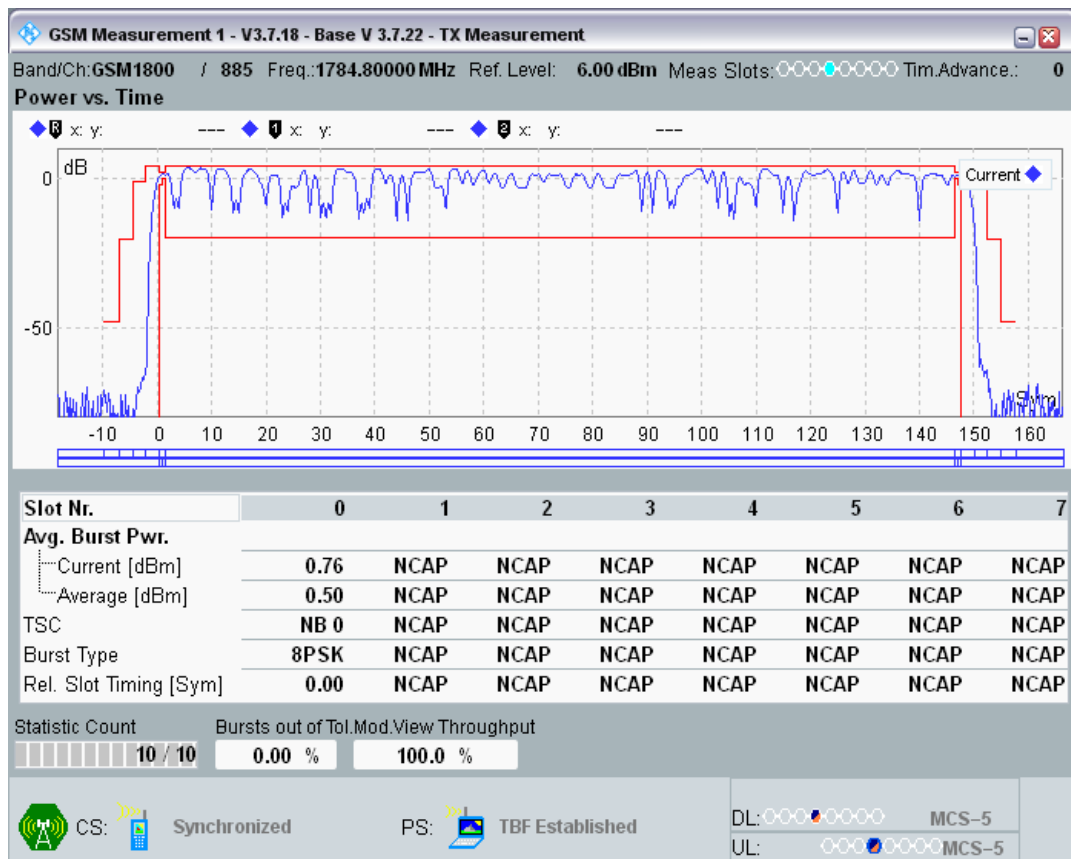 GSM Measurement 1 - V3.7.18 - Base V 3.7.22 - TX Measurement
Band/Ch:GSM1800 / 885 Freq.:1784.80000 MHz Ref. Level: 6.00 dBm Meas Slots: Tim.Advance.: 0
Power vs. Time
R x: y: --- 1 x: y: --- 2 x: y: ---
dB
0
Current
-50
Sym
-10 0 10 20 30 40 50 60 70 80 90 100 110 120 130 140 150 160
Slot Nr. 0 1 2 3 4 5 6 7
Avg. Burst Pwr.
Current [dBm] 0.76 NCAP NCAP NCAP NCAP NCAP NCAP NCAP
Average [dBm] 0.50 NCAP NCAP NCAP NCAP NCAP NCAP NCAP
TSC NB 0 NCAP NCAP NCAP NCAP NCAP NCAP NCAP
Burst Type 8PSK NCAP NCAP NCAP NCAP NCAP NCAP NCAP
Rel. Slot Timing [Sym] 0.00 NCAP NCAP NCAP NCAP NCAP NCAP NCAP
Statistic Count Bursts out of Tol.Mod.View Throughput
10 / 10 0.00 % 100.0 %
CS: Synchronized PS: TBF Established
DL: MCS-5
UL: MCS-5